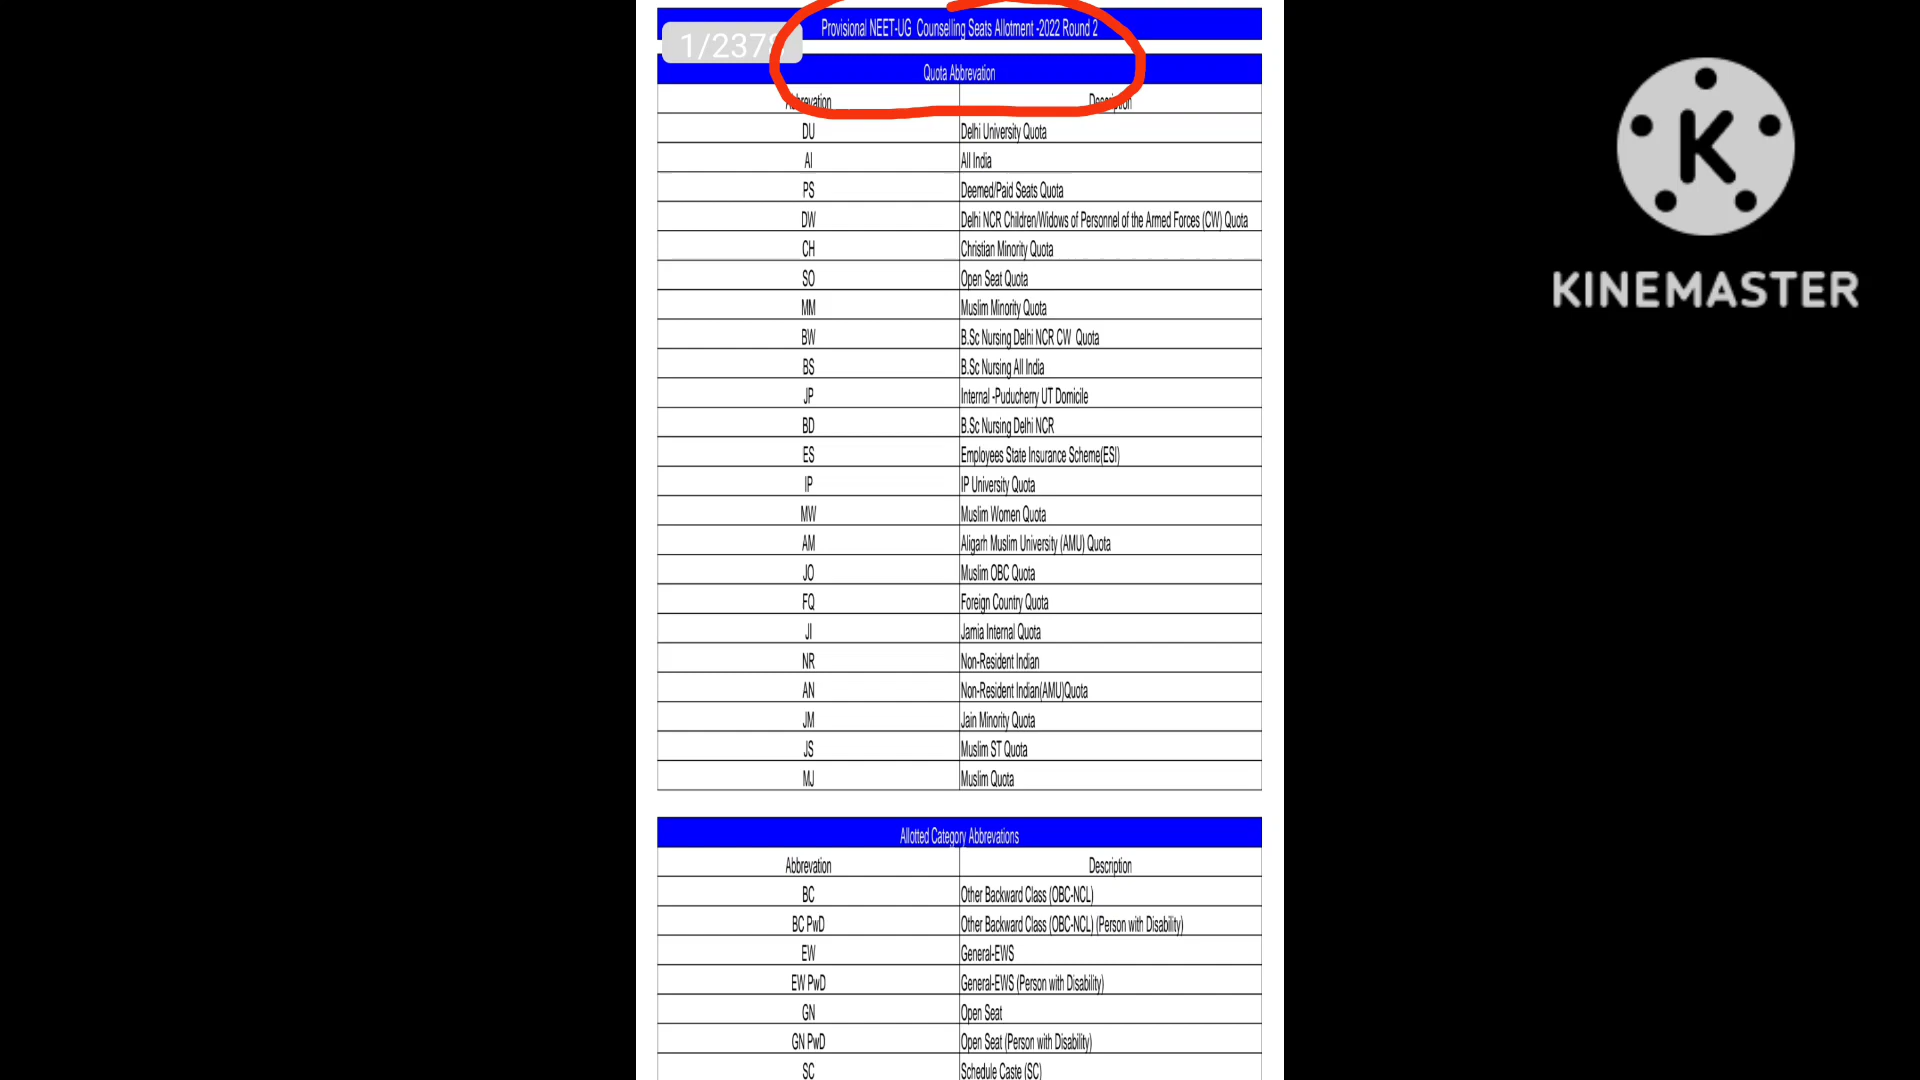 Provisional NEET-UG Counselling Seats Allotment -2022 Round 2
1/2378
Quota Abbrevation
Abbrevation Description
DU Delhi University Quota
AI All India
PS Deemed/Paid Seats Quota
DW Delhi NCR Children/Widows of Personnel of the Armed Forces (CW) Quota
CH Christian Minority Quota
SO Open Seat Quota
MM Muslim Minority Quota
BW B.Sc Nursing Delhi NCR CW Quota
BS B.Sc Nursing All India
JP Internal -Puducherry UT Domicile
BD B.Sc Nursing Delhi NCR
ES Employees State Insurance Scheme(ESI)
IP IP University Quota
MW Muslim Women Quota
AM Aligarh Muslim University (AMU) Quota
JO Muslim OBC Quota
FQ Foreign Country Quota
JI Jamia Internal Quota
NR Non-Resident Indian
AN Non-Resident Indian(AMU)Quota
JM Jain Minority Quota
JS Muslim ST Quota
MJ Muslim Quota
Allotted Category Abbrevations
Abbrevation Description
BC Other Backward Class (OBC-NCL)
BC PwD Other Backward Class (OBC-NCL) (Person with Disability)
EW General-EWS
EW PwD General-EWS (Person with Disability)
GN Open Seat
GN PwD Open Seat (Person with Disability)
SC Schedule Caste (SC)
K
KINEMASTER